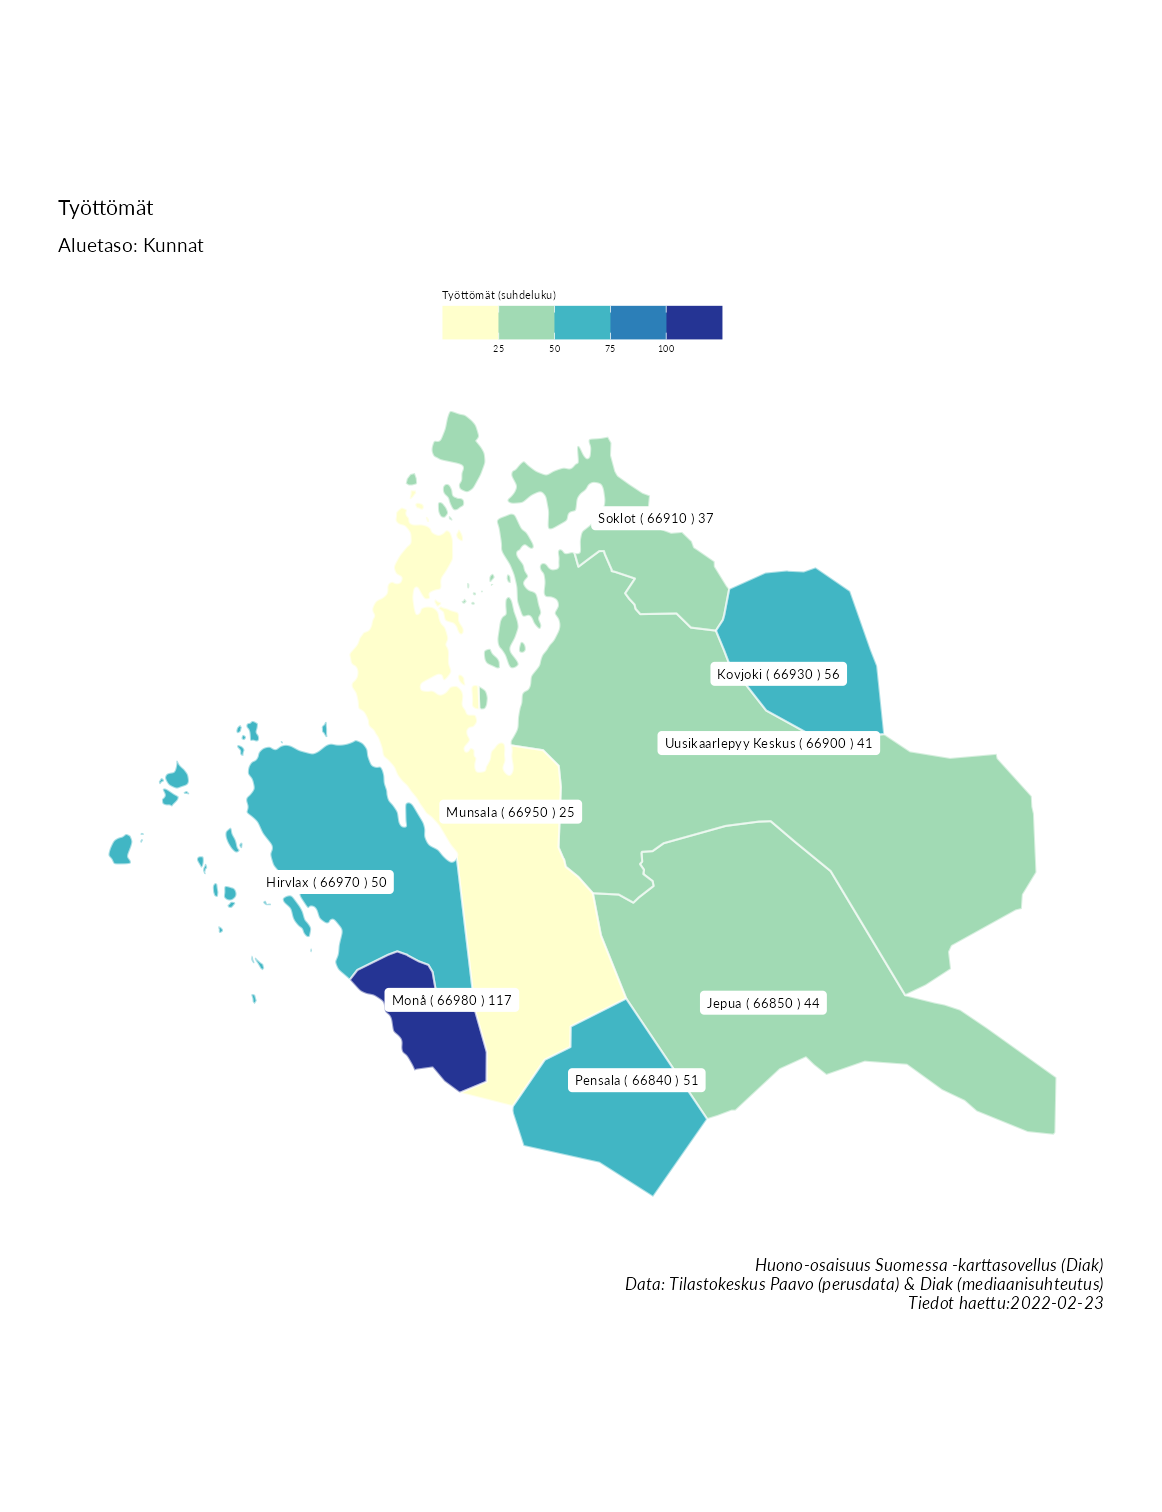 Työttömät
Aluetaso: Kunnat
Työttömät (suhdeluku)
25 50 75 100
Soklot ( 66910 ) 37
Kovjoki ( 66930 ) 56
Uusikaarlepyy Keskus ( 66900 ) 41
Munsala ( 66950 ) 25
Hirvlax ( 66970 ) 50
Monå ( 66980 ) 117
Jepua ( 66850 ) 44
Pensala ( 66840 ) 51
Huono-osaisuus Suomessa -karttasovellus (Diak)
Data: Tilastokeskus Paavo (perusdata) & Diak (mediaanisuhteutus)
Tiedot haettu:2022-02-23